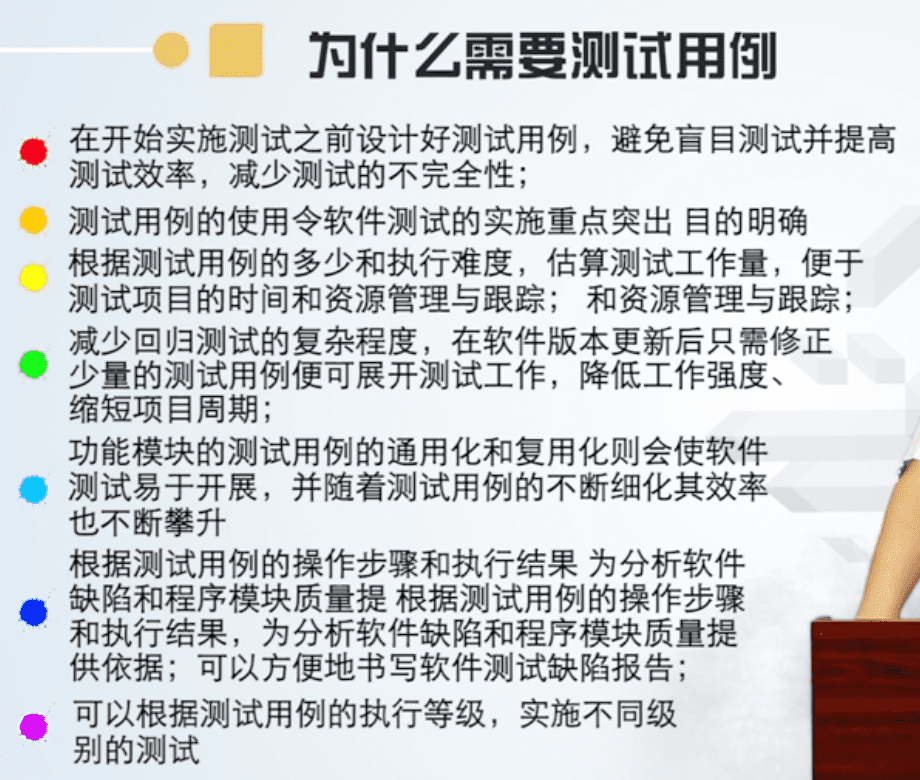 为什么需要测试用例
在开始实施测试之前设计好测试用例，避免盲目测试并提高
测试效率，减少测试的不完全性；
测试用例的使用令软件测试的实施重点突出 目的明确
根据测试用例的多少和执行难度，估算测试工作量，便于
测试项目的时间和资源管理与跟踪； 和资源管理与跟踪；
减少回归测试的复杂程度，在软件版本更新后只需修正
少量的测试用例便可展开测试工作，降低工作强度、
缩短项目周期；
功能模块的测试用例的通用化和复用化则会使软件
测试易于开展，并随着测试用例的不断细化其效率
也不断攀升
根据测试用例的操作步骤和执行结果 为分析软件
缺陷和程序模块质量提 根据测试用例的操作步骤
和执行结果，为分析软件缺陷和程序模块质量提
供依据；可以方便地书写软件测试缺陷报告；
可以根据测试用例的执行等级，实施不同级
别的测试